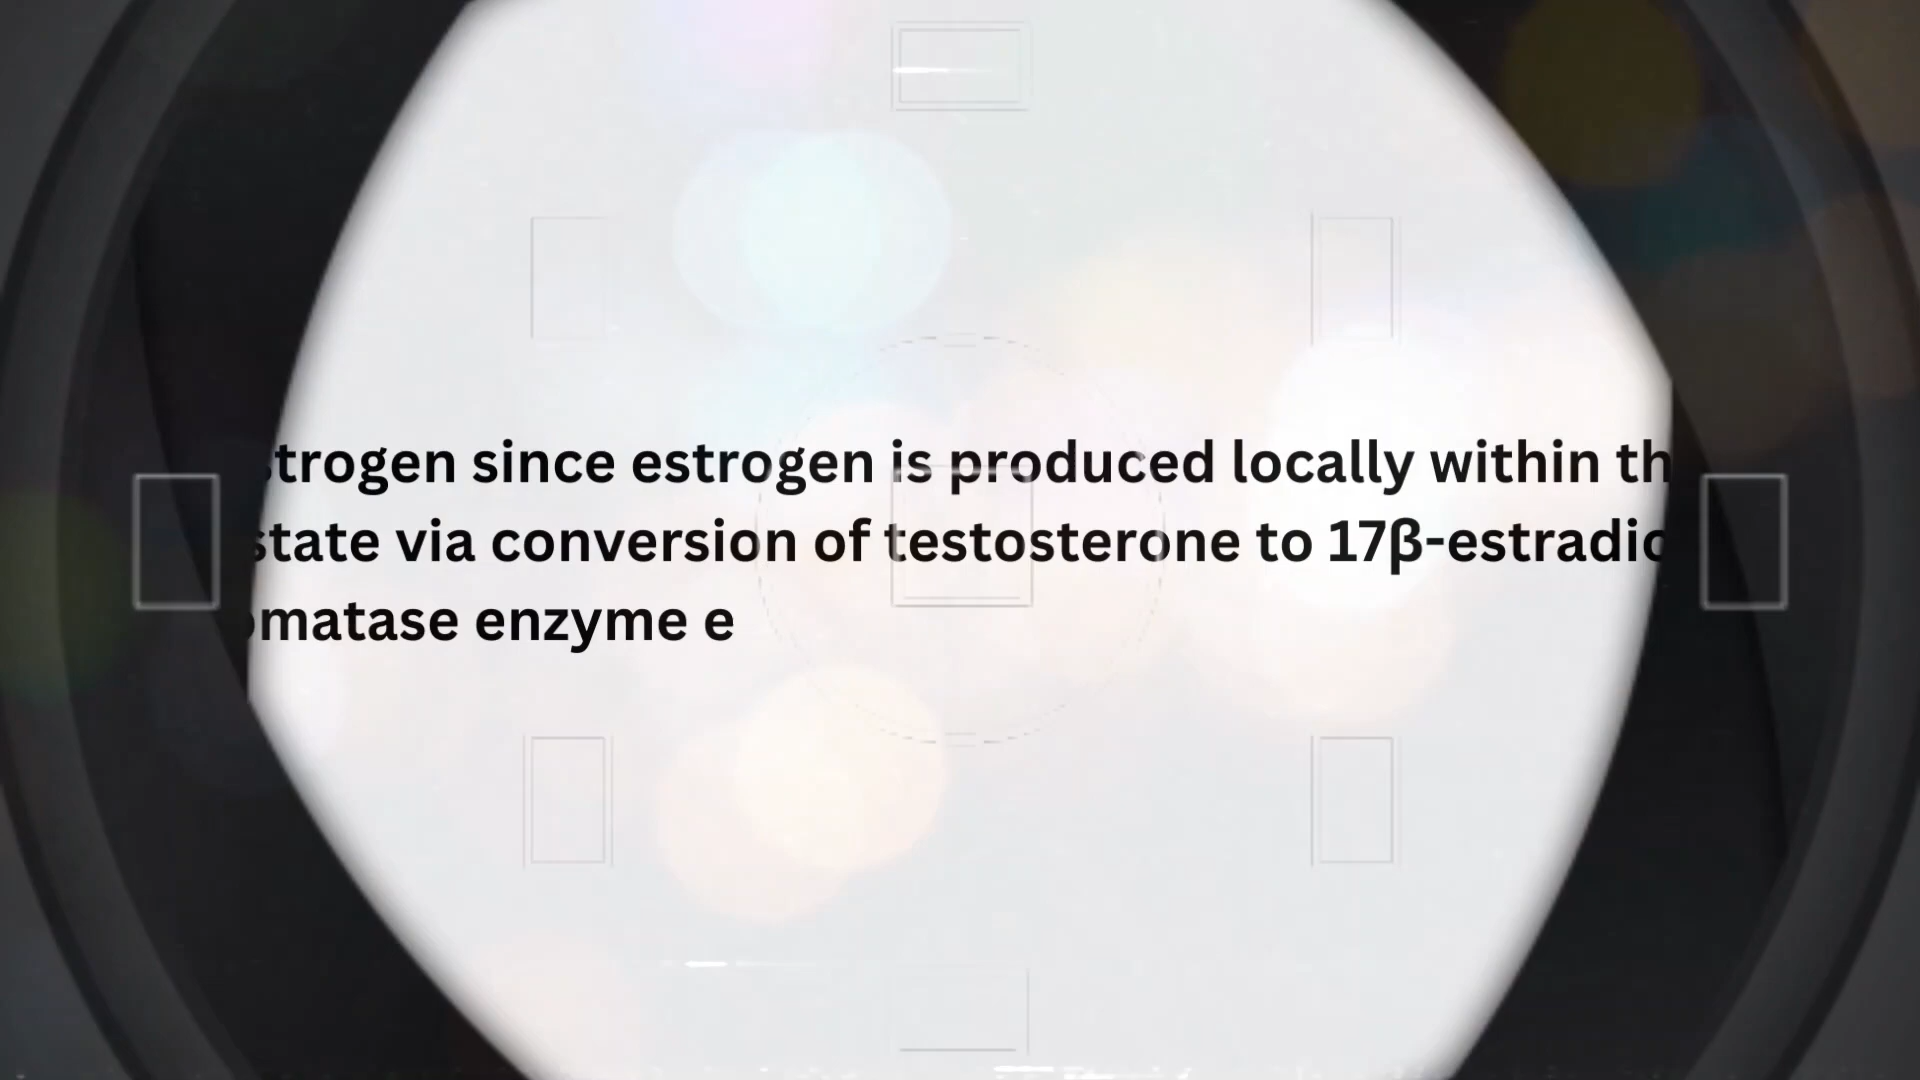 strogen since estrogen is produced locally within th
state via conversion of testosterone to 17β-estradio
omatase enzyme e